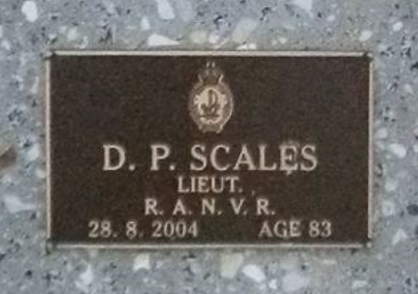 D. P. SCALES
LIEUT.
R. A. N. V. R.
28. 8. 2004 AGE 83